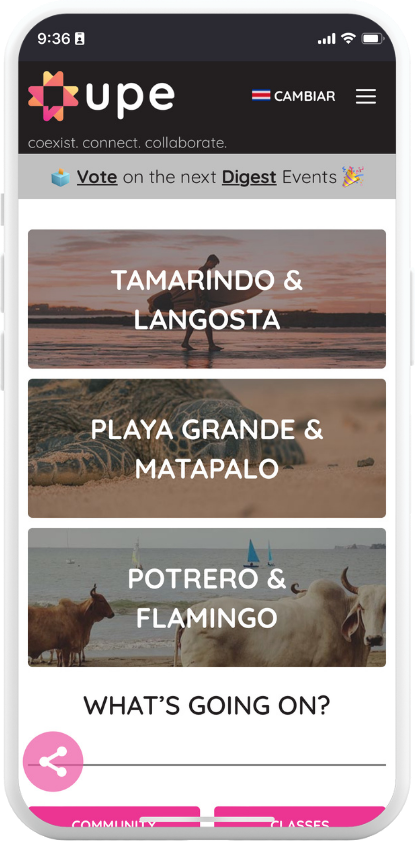 9:36
upe
CAMBIAR
coexist. connect. collaborate.
Vote on the next Digest Events
TAMARINDO &
LANGOSTA
PLAYA GRANDE &
MATAPALO
POTRERO &
FLAMINGO
WHAT'S GOING ON?
COMMUNITY CLASSES